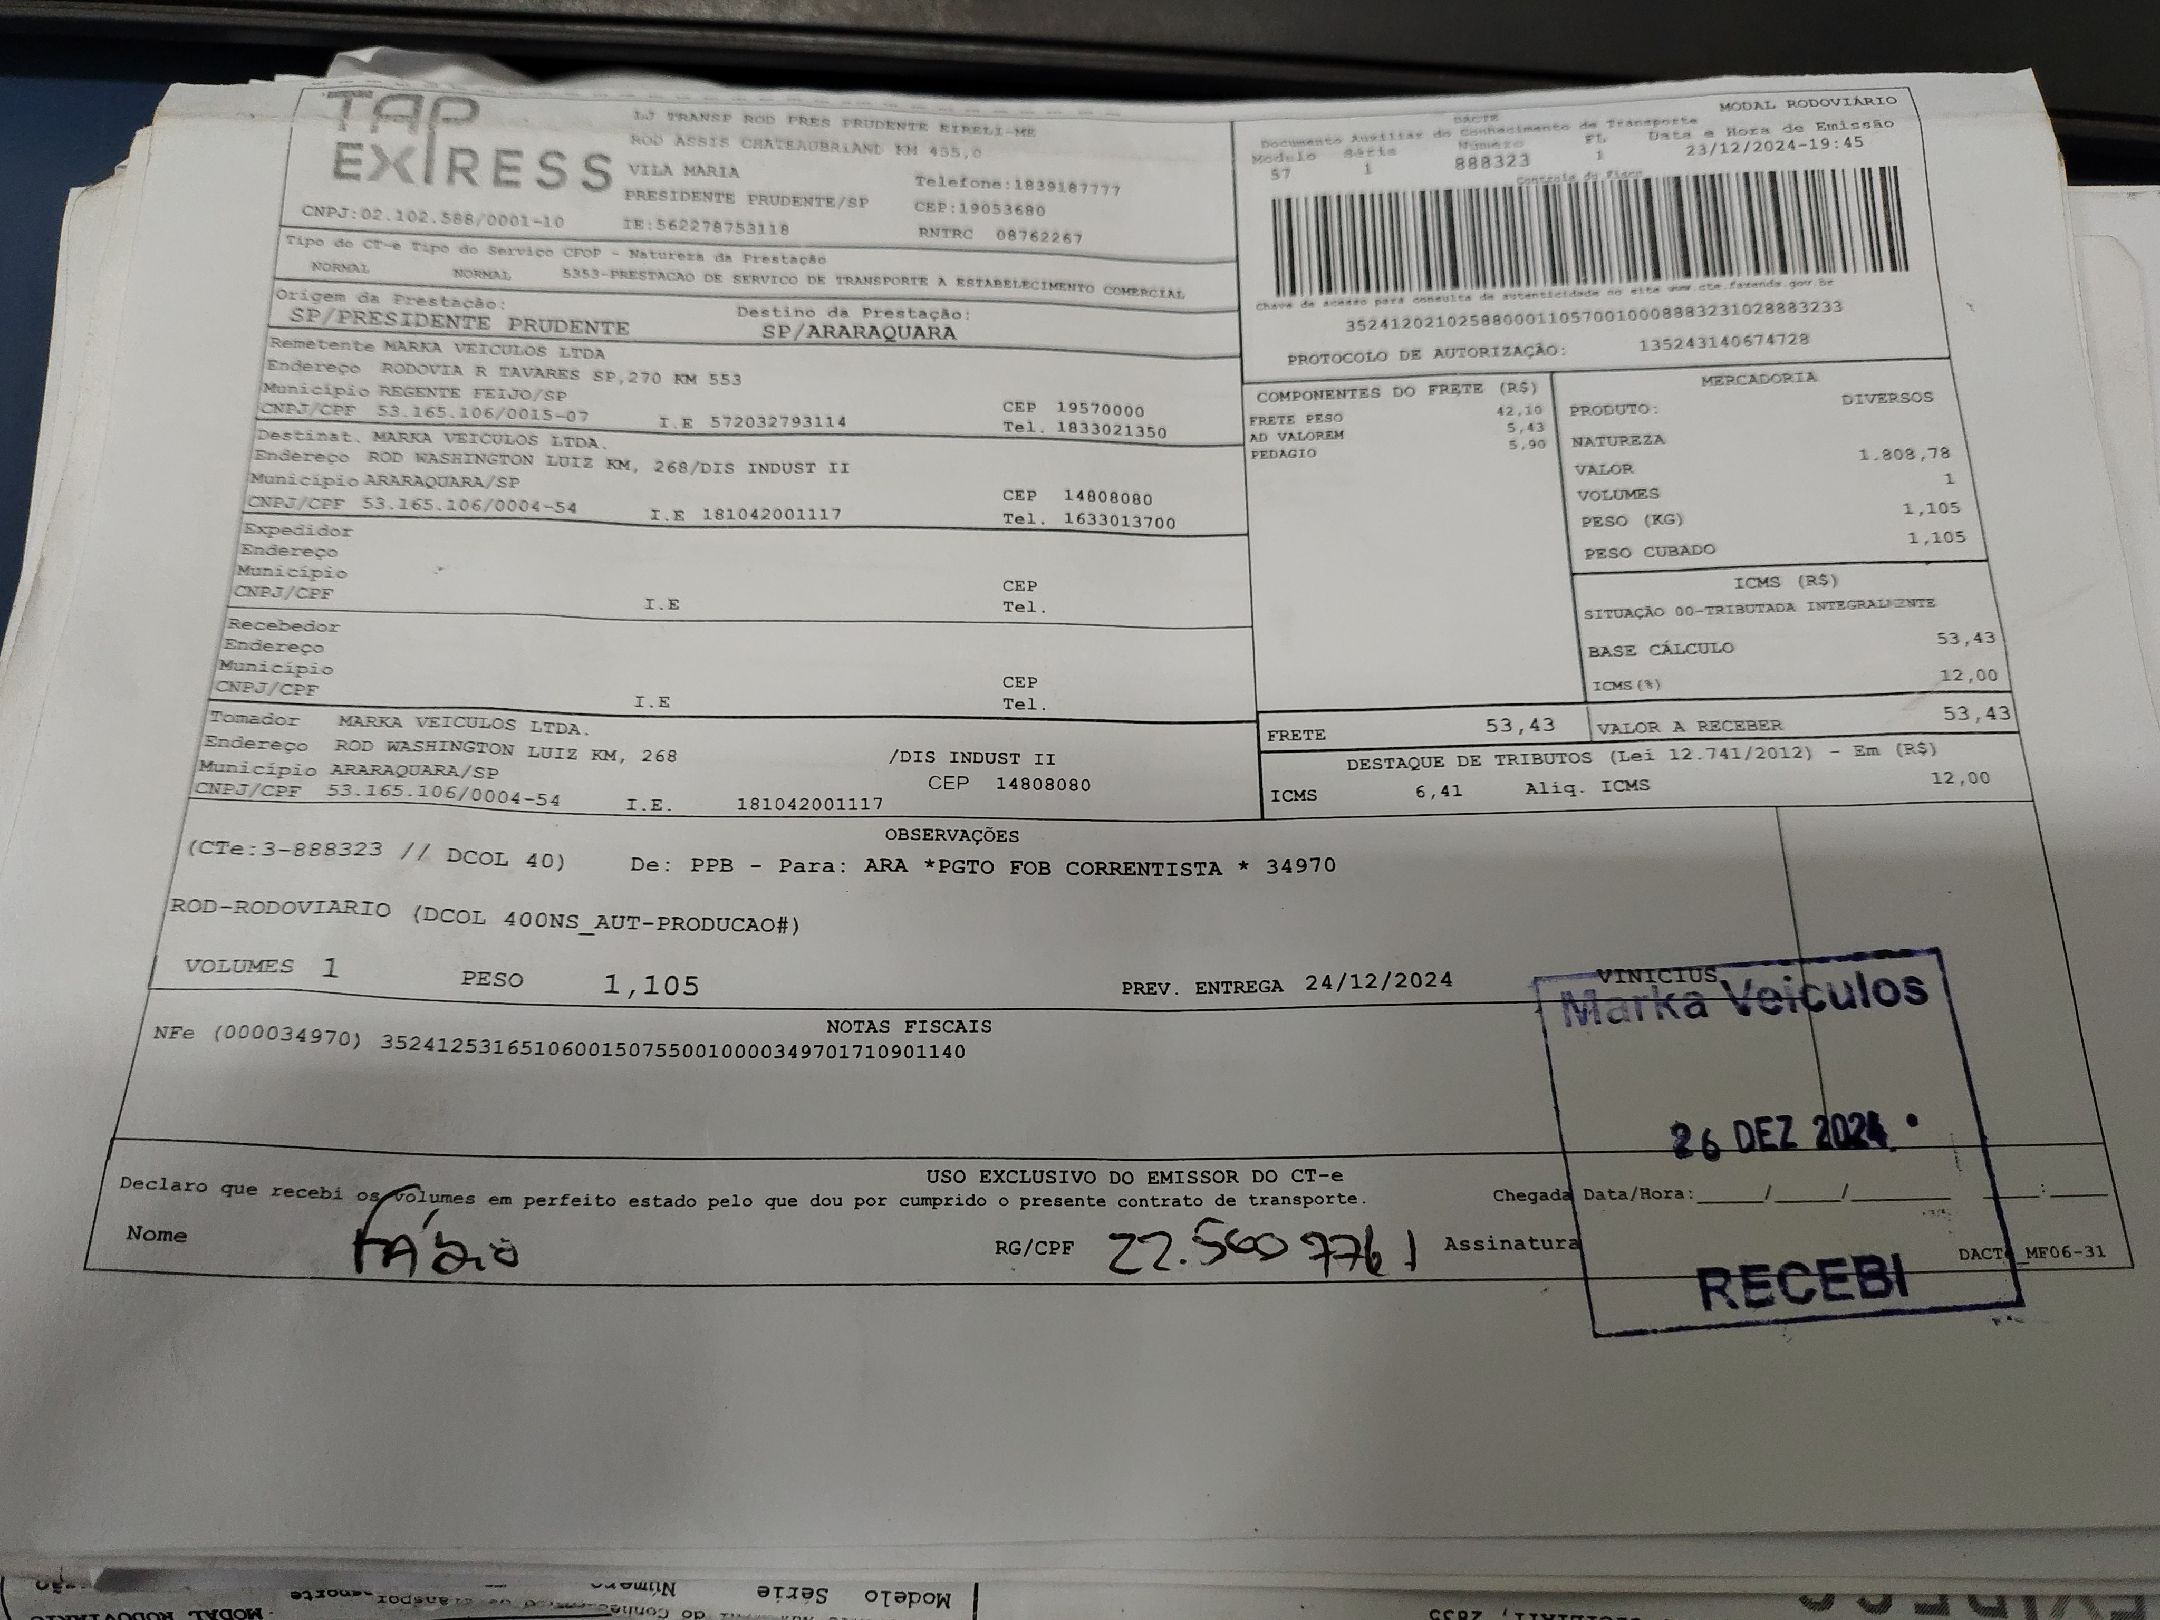 TAP
EXPRESS
LJ TRANSP ROD PRES PRUDENTE EIRELI-ME
ROD ASSIS CHATEAUBRIAND KM 455,0
VILA MARIA
Telefone:1839187777
PRESIDENTE PRUDENTE/SP
CEP:19053680
CNPJ:02.102.588/0001-10
IE:562278753118
RNTRC 08762267
Tipo do CT-e Tipo do Serviço CFOP - Natureza da Prestação
NORMAL NORMAL 5353-PRESTACAO DE SERVICO DE TRANSPORTE A ESTABELECIMENTO COMERCIAL
Origem da Prestação: Destino da Prestação:
SP/PRESIDENTE PRUDENTE SP/ARARAQUARA
DACTE
MODAL RODOVIÁRIO
Documento Auxiliar do Conhecimento de Transporte
Modelo Série Número FL Data e Hora de Emissão
57 1 888323 1 23/12/2024-19:45
Controle do Fisco
Chave de acesso para consulta de autenticidade no site www.cte.fazenda.gov.br
35241202102588000110570010008883231028883233
PROTOCOLO DE AUTORIZAÇÃO: 135243140674728
Remetente MARKA VEICULOS LTDA
Endereço RODOVIA R TAVARES SP,270 KM 553
Município REGENTE FEIJO/SP CEP 19570000
CNPJ/CPF 53.165.106/0015-07 I.E 572032793114 Tel. 1833021350
Destinat. MARKA VEICULOS LTDA.
Endereço ROD WASHINGTON LUIZ KM, 268/DIS INDUST II
Município ARARAQUARA/SP CEP 14808080
CNPJ/CPF 53.165.106/0004-54 I.E 181042001117 Tel. 1633013700
Expedidor
Endereço
Município CEP
CNPJ/CPF I.E Tel.
Recebedor
Endereço
Município CEP
CNPJ/CPF I.E Tel.
Tomador MARKA VEICULOS LTDA.
Endereço ROD WASHINGTON LUIZ KM, 268 /DIS INDUST II
Município ARARAQUARA/SP CEP 14808080
CNPJ/CPF 53.165.106/0004-54 I.E. 181042001117
COMPONENTES DO FRETE (R$)
FRETE PESO 42,10
AD VALOREM 5,43
PEDAGIO 5,90
MERCADORIA
PRODUTO: DIVERSOS
NATUREZA
VALOR 1.808,78
VOLUMES 1
PESO (KG) 1,105
PESO CUBADO 1,105
ICMS (R$)
SITUAÇÃO 00-TRIBUTADA INTEGRALMENTE
BASE CÁLCULO 53,43
ICMS(%) 12,00
FRETE 53,43 VALOR A RECEBER 53,43
DESTAQUE DE TRIBUTOS (Lei 12.741/2012) - Em (R$)
ICMS 6,41 Aliq. ICMS 12,00
OBSERVAÇÕES
(CTe:3-888323 // DCOL 40) De: PPB - Para: ARA *PGTO FOB CORRENTISTA * 34970
ROD-RODOVIARIO (DCOL 400NS_AUT-PRODUCAO#)
VOLUMES 1 PESO 1,105 PREV. ENTREGA 24/12/2024 VINICIUS
Marka Veiculos
NOTAS FISCAIS
NFe (000034970) 35241253165106001507550010000349701710901140
26 DEZ 2024
USO EXCLUSIVO DO EMISSOR DO CT-e
Declaro que recebi os volumes em perfeito estado pelo que dou por cumprido o presente contrato de transporte. Chegada Data/Hora:_____/_____/_______ ____:____
Nome Fábio RG/CPF 22.560 7761 Assinatura
RECEBI
DACTE_MF06-31
Modelo Série Número
MODAL RODOVIARIO